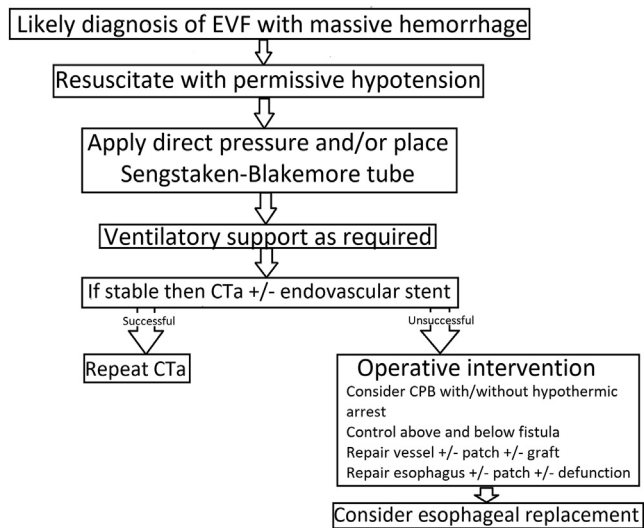 Likely diagnosis of EVF with massive hemorrhage
Resuscitate with permissive hypotension
Apply direct pressure and/or place
Sengstaken-Blakemore tube
Ventilatory support as required
If stable then CTa +/- endovascular stent
Successful
Unsuccessful
Repeat CTa
Operative intervention
Consider CPB with/without hypothermic
arrest
Control above and below fistula
Repair vessel +/- patch +/- graft
Repair esophagus +/- patch +/- defunction
Consider esophageal replacement